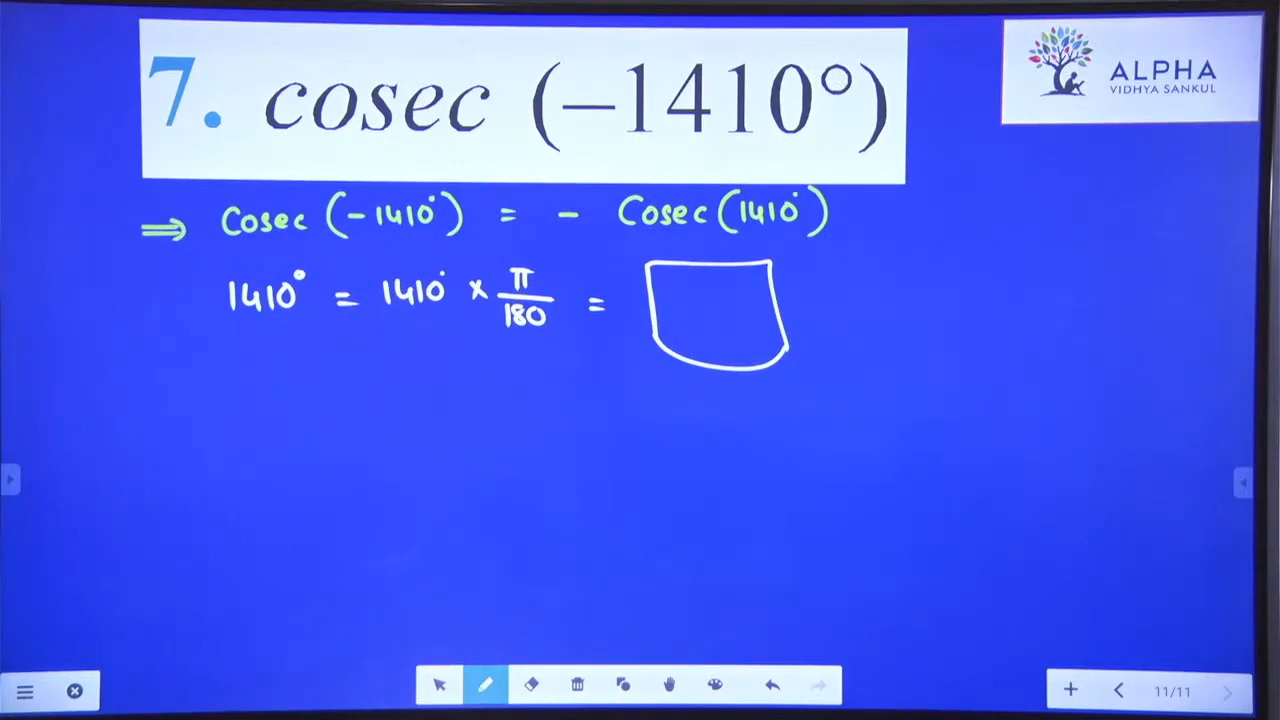 7. cosec (−1410°)
ALPHA
VIDHYA SANKUL
⇒ Cosec (-1410°) = - Cosec (1410°)
1410° = 1410° × π/180 =
11/11